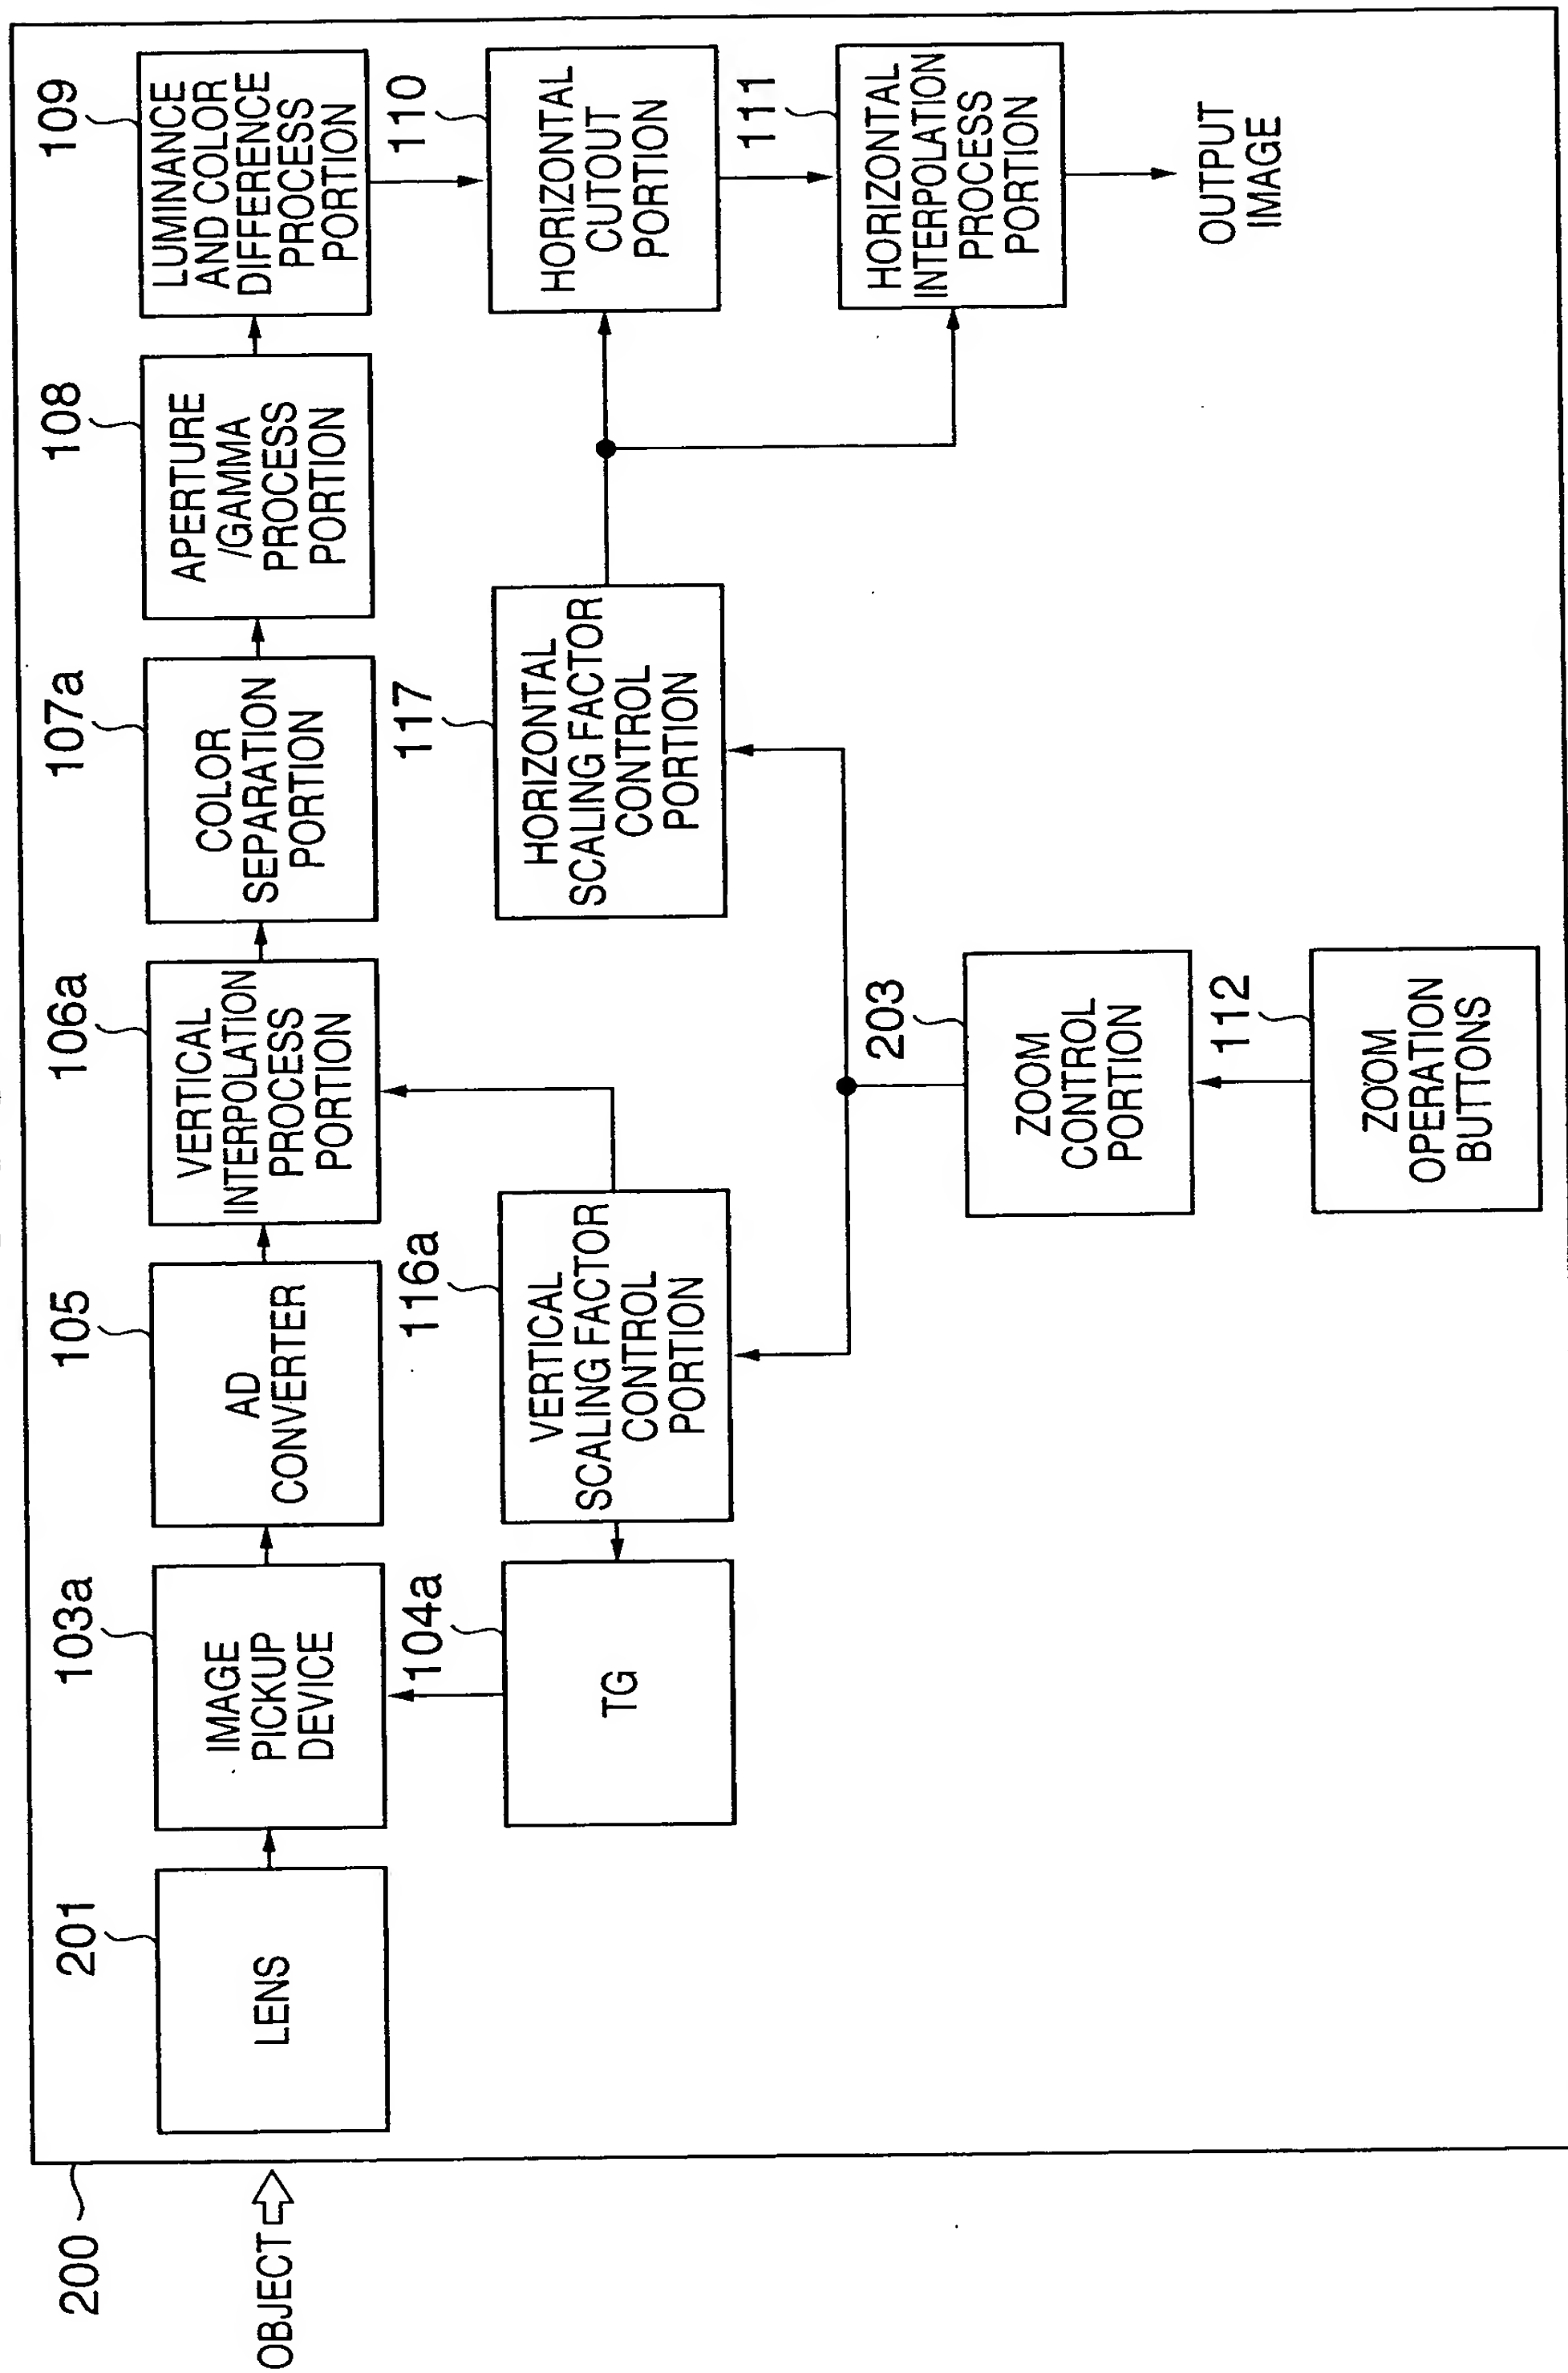 200
OBJECT
201
LENS
103a
IMAGE
PICKUP
DEVICE
105
AD
CONVERTER
106a
VERTICAL
INTERPOLATION
PROCESS
PORTION
107a
COLOR
SEPARATION
PORTION
108
APERTURE
/GAMMA
PROCESS
PORTION
109
LUMINANCE
AND COLOR
DIFFERENCE
PROCESS
PORTION
104a
TG
116a
VERTICAL
SCALING FACTOR
CONTROL
PORTION
117
HORIZONTAL
SCALING FACTOR
CONTROL
PORTION
110
HORIZONTAL
CUTOUT
PORTION
111
HORIZONTAL
INTERPOLATION
PROCESS
PORTION
203
ZOOM
CONTROL
PORTION
112
ZOOM
OPERATION
BUTTONS
OUTPUT
IMAGE